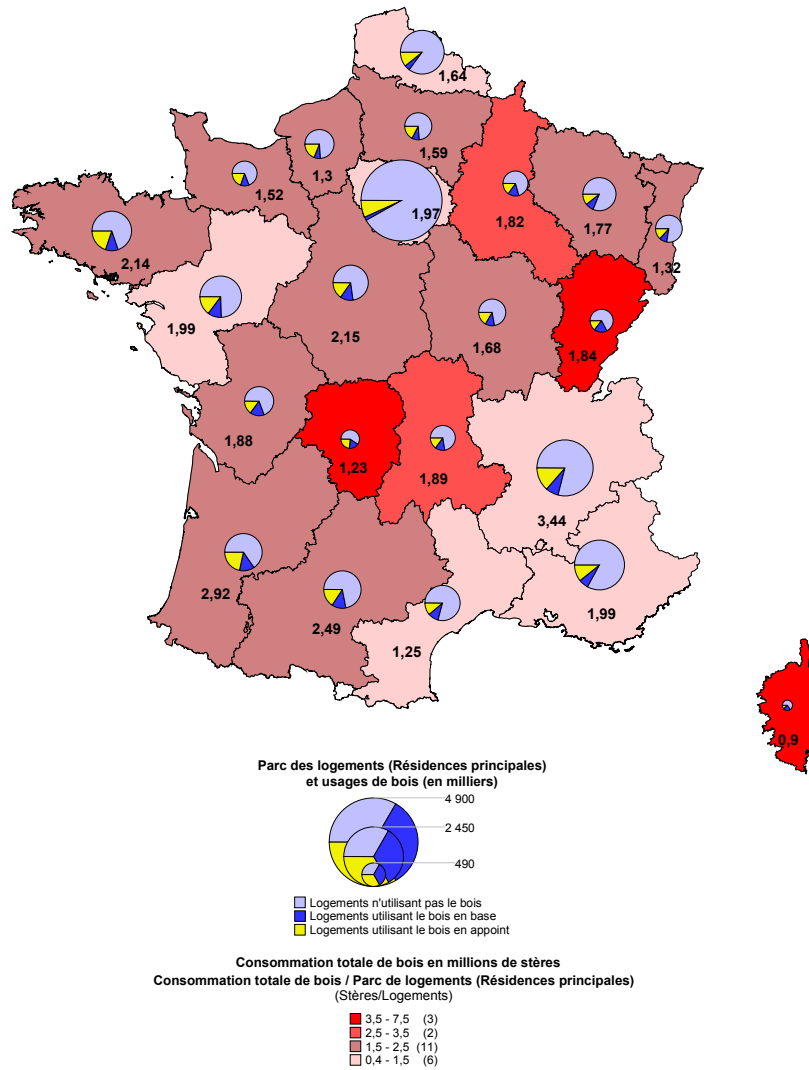 1,64
1,59
1,3
1,52
1,97
1,82
1,77
1,32
2,14
1,99
2,15
1,68
1,84
1,88
1,23
1,89
3,44
2,92
2,49
1,25
1,99
0,9
Parc des logements (Résidences principales)
et usages de bois (en milliers)
4 900
2 450
490
Logements n'utilisant pas le bois
Logements utilisant le bois en base
Logements utilisant le bois en appoint
Consommation totale de bois en millions de stères
Consommation totale de bois / Parc de logements (Résidences principales)
(Stères/Logements)
3,5 - 7,5 (3)
2,5 - 3,5 (2)
1,5 - 2,5 (11)
0,4 - 1,5 (6)